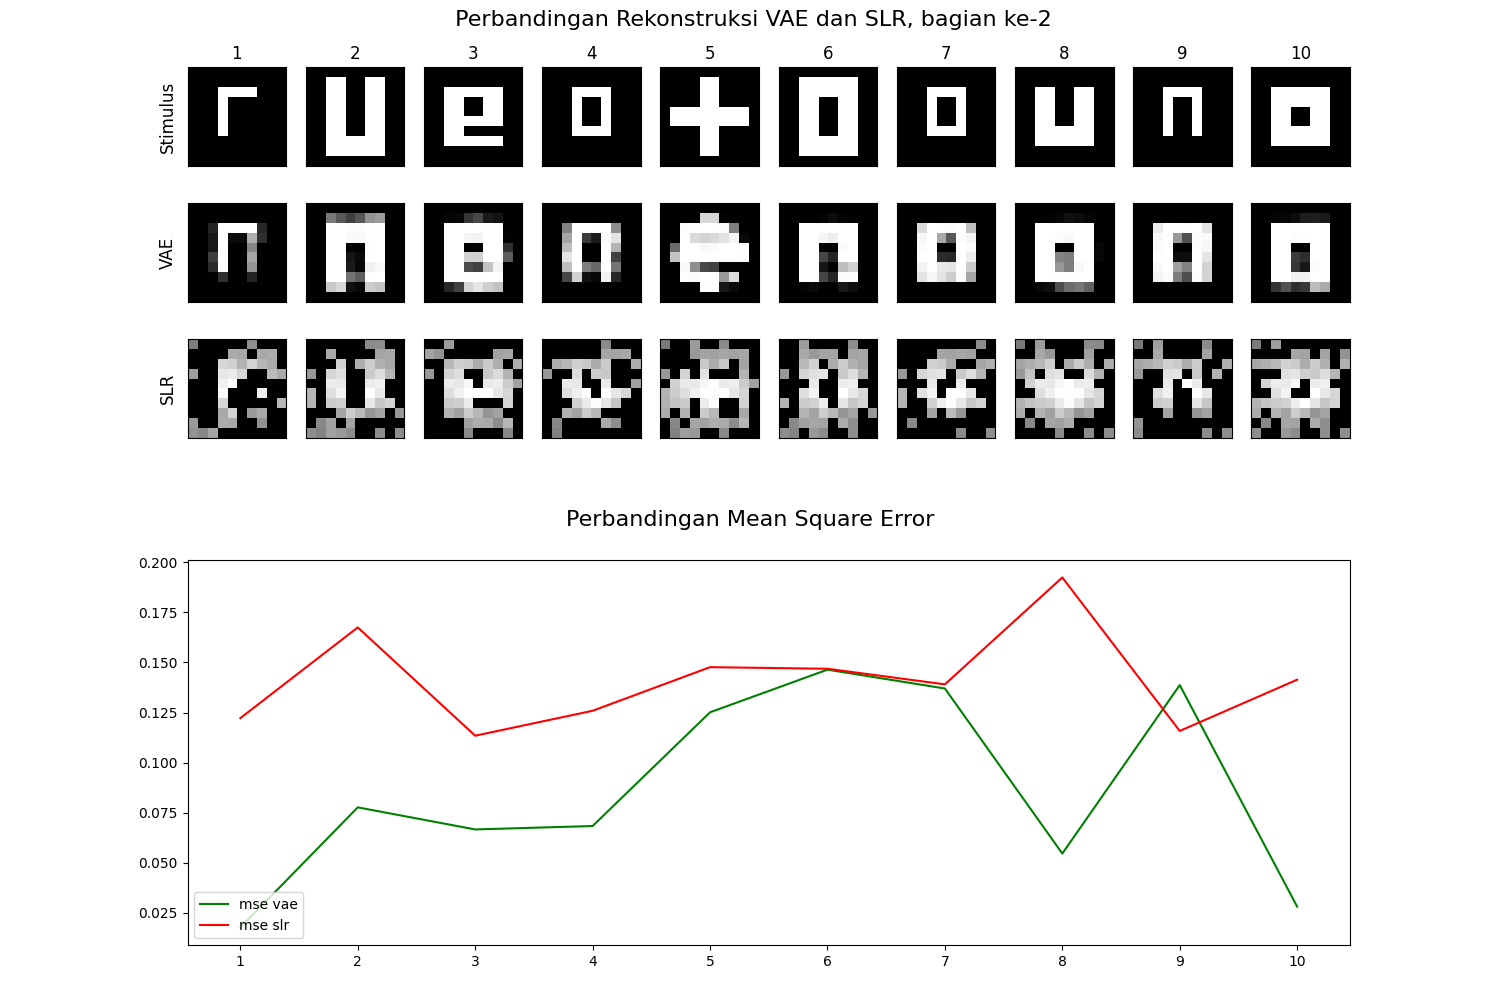 Perbandingan Rekonstruksi VAE dan SLR, bagian ke-2
1 2 3 4 5 6 7 8 9 10
Stimulus
r u e o + 0 o u n o
VAE
SLR
Perbandingan Mean Square Error
0.200
0.175
0.150
0.125
0.100
0.075
0.050
0.025
mse vae
mse slr
1 2 3 4 5 6 7 8 9 10